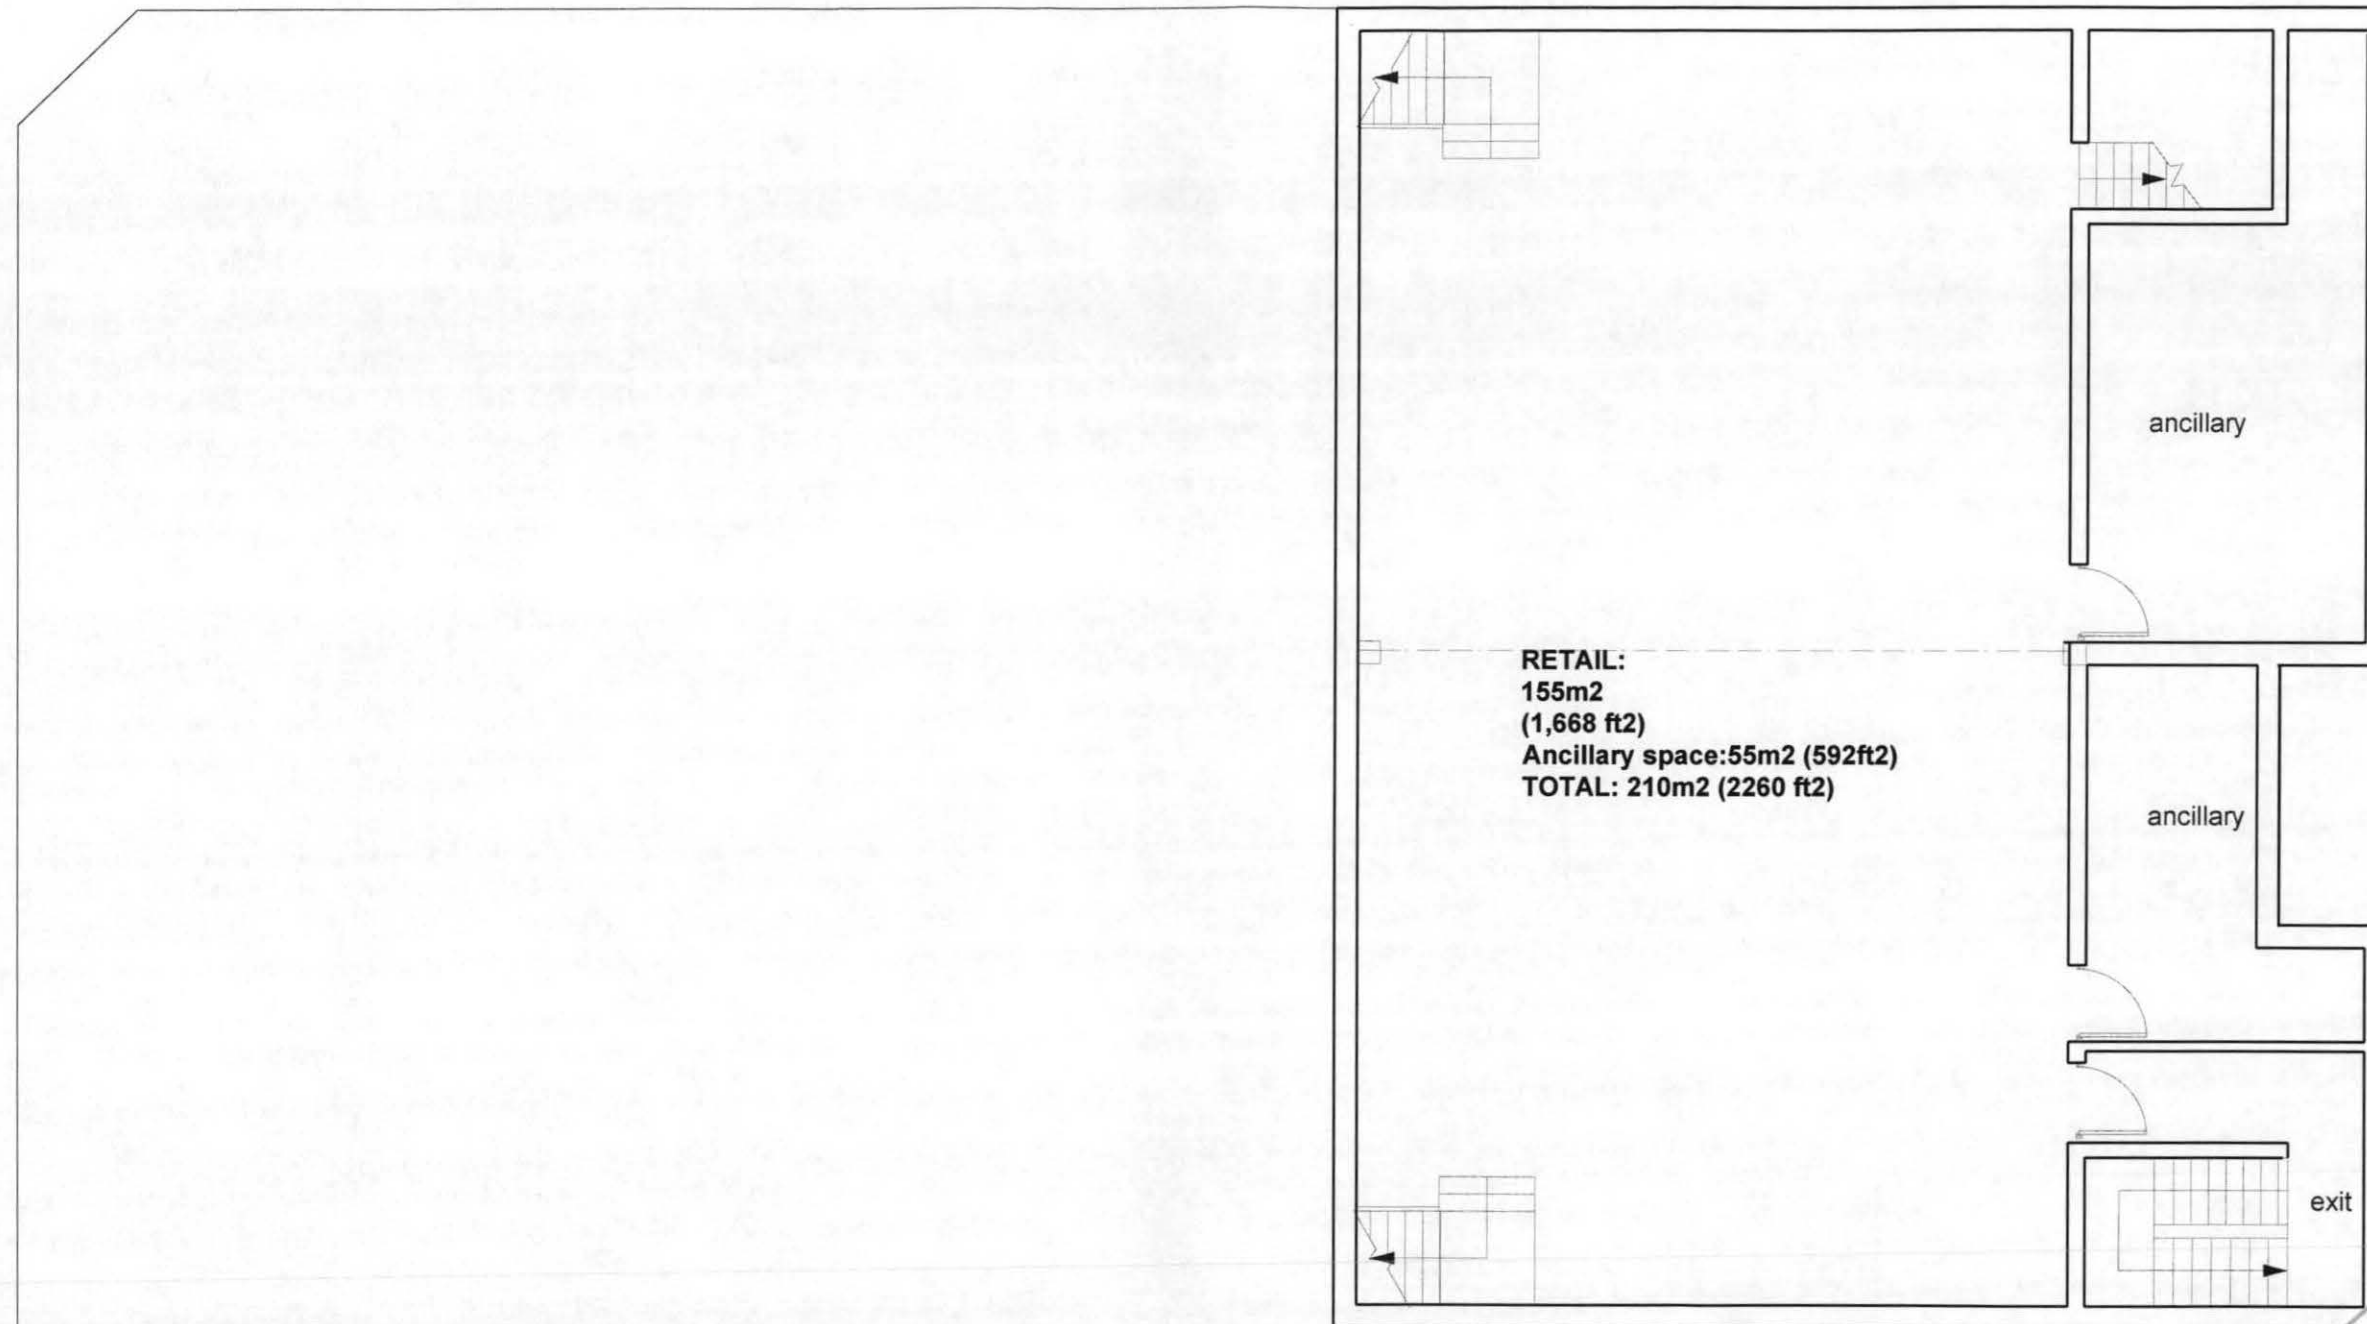 ancillary
RETAIL:
155m2
(1,668 ft2)
Ancillary space:55m2 (592ft2)
TOTAL: 210m2 (2260 ft2)
ancillary
exit